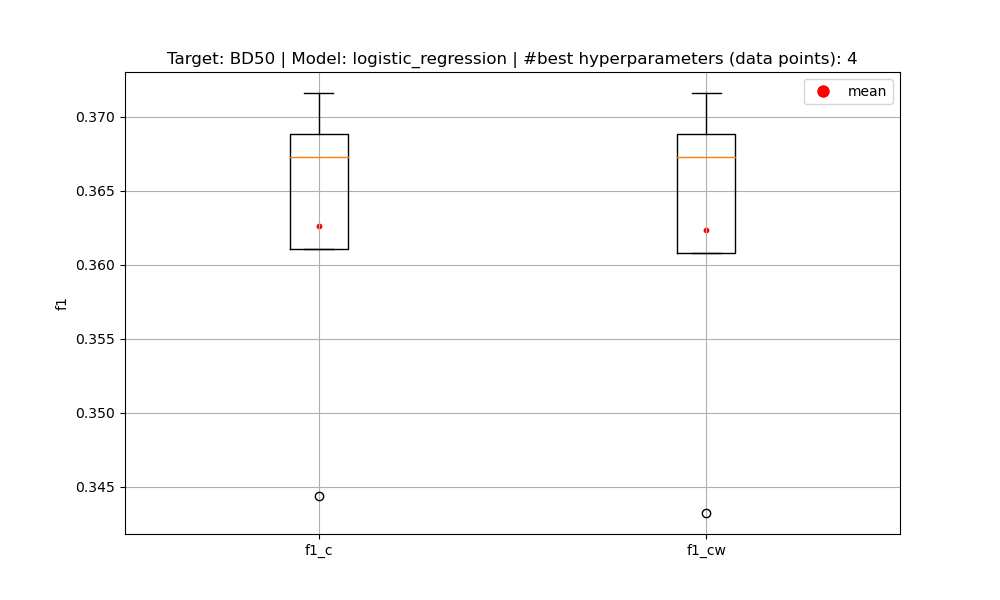 Target: BD50 | Model: logistic_regression | #best hyperparameters (data points): 4
mean
0.370
0.365
0.360
0.355
0.350
0.345
f1
f1_c
f1_cw